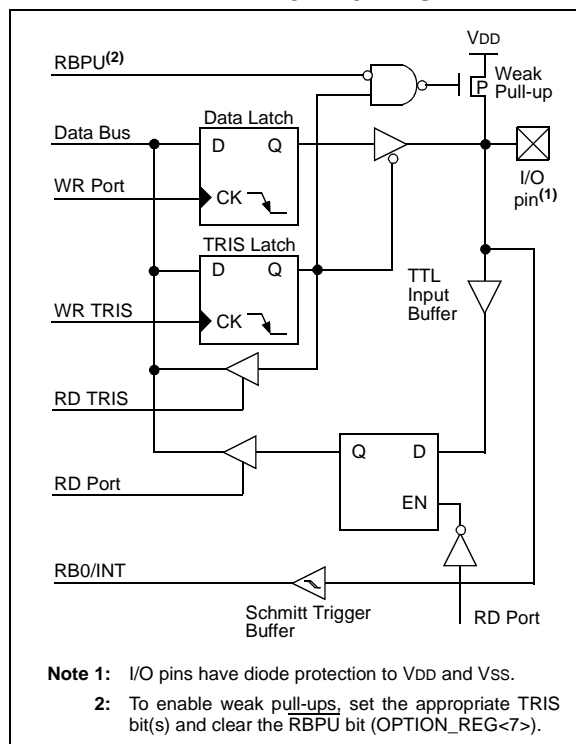 VDD
RBPU(2)
Weak
Pull-up
P
Data Bus
Data Latch
D Q
WR Port
CK
I/O
pin(1)
TRIS Latch
D Q
WR TRIS
CK
TTL
Input
Buffer
RD TRIS
Q D
RD Port
EN
RB0/INT
Schmitt Trigger
Buffer
RD Port
Note 1: I/O pins have diode protection to VDD and VSS.
2: To enable weak pull-ups, set the appropriate TRIS
bit(s) and clear the RBPU bit (OPTION_REG<7>).